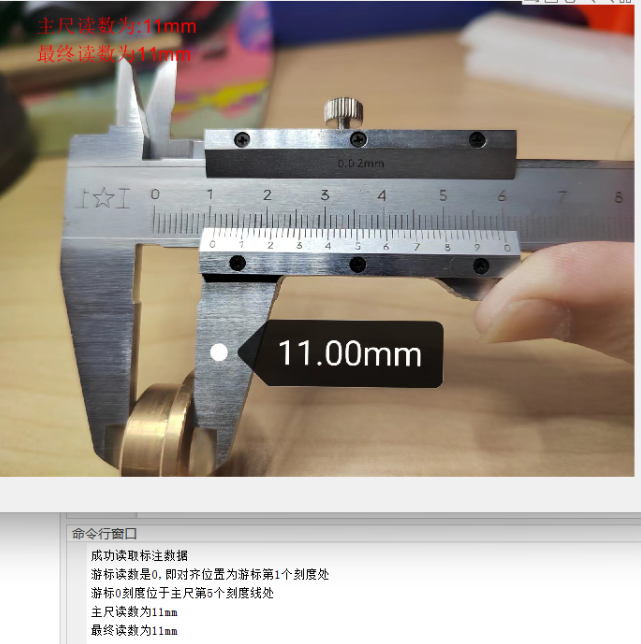 主尺读数为:11mm
最终读数为11mm
0.02mm
上☆工
0 1 2 3 4 5 6 7 8
0 1 2 3 4 5 6 7 8 9 0
11.00mm
命令行窗口
成功读取标注数据
游标读数是0,即对齐位置为游标第1个刻度处
游标0刻度位于主尺第5个刻度线处
主尺读数为11mm
最终读数为11mm